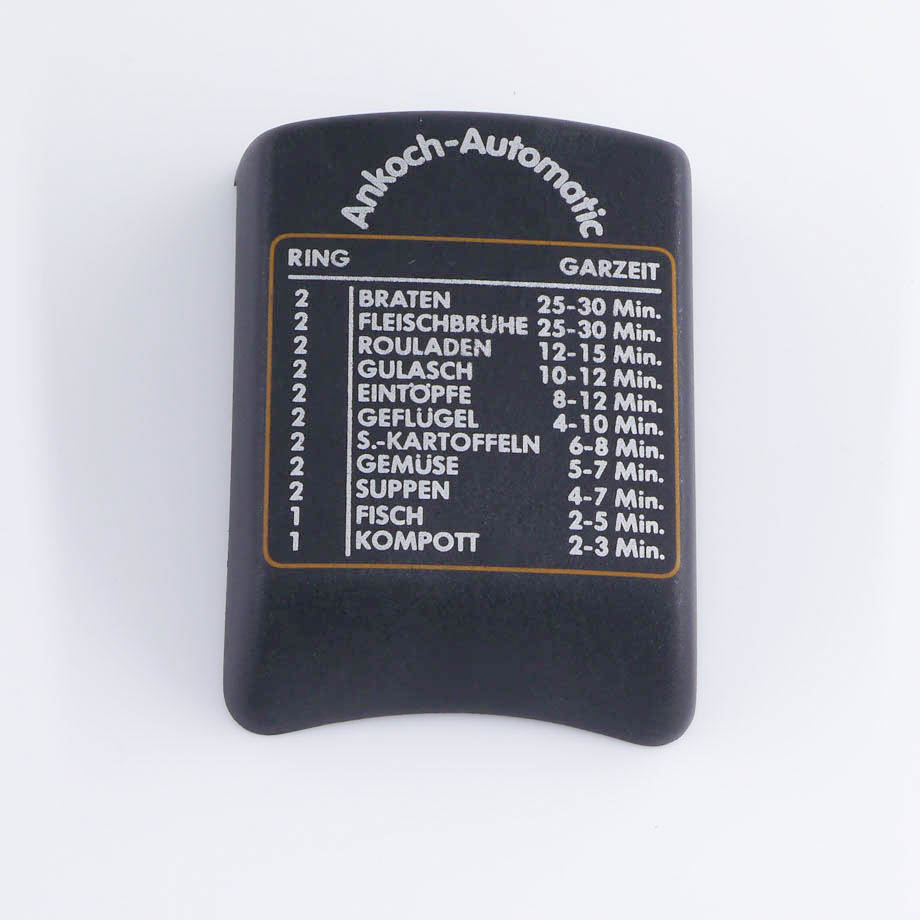 Ankoch-Automatic
RING GARZEIT
2 BRATEN 25-30 Min.
2 FLEISCHBRÜHE 25-30 Min.
2 ROULADEN 12-15 Min.
2 GULASCH 10-12 Min.
2 EINTÖPFE 8-12 Min.
2 GEFLÜGEL 4-10 Min.
2 S.-KARTOFFELN 6-8 Min.
2 GEMÜSE 5-7 Min.
2 SUPPEN 4-7 Min.
1 FISCH 2-5 Min.
1 KOMPOTT 2-3 Min.